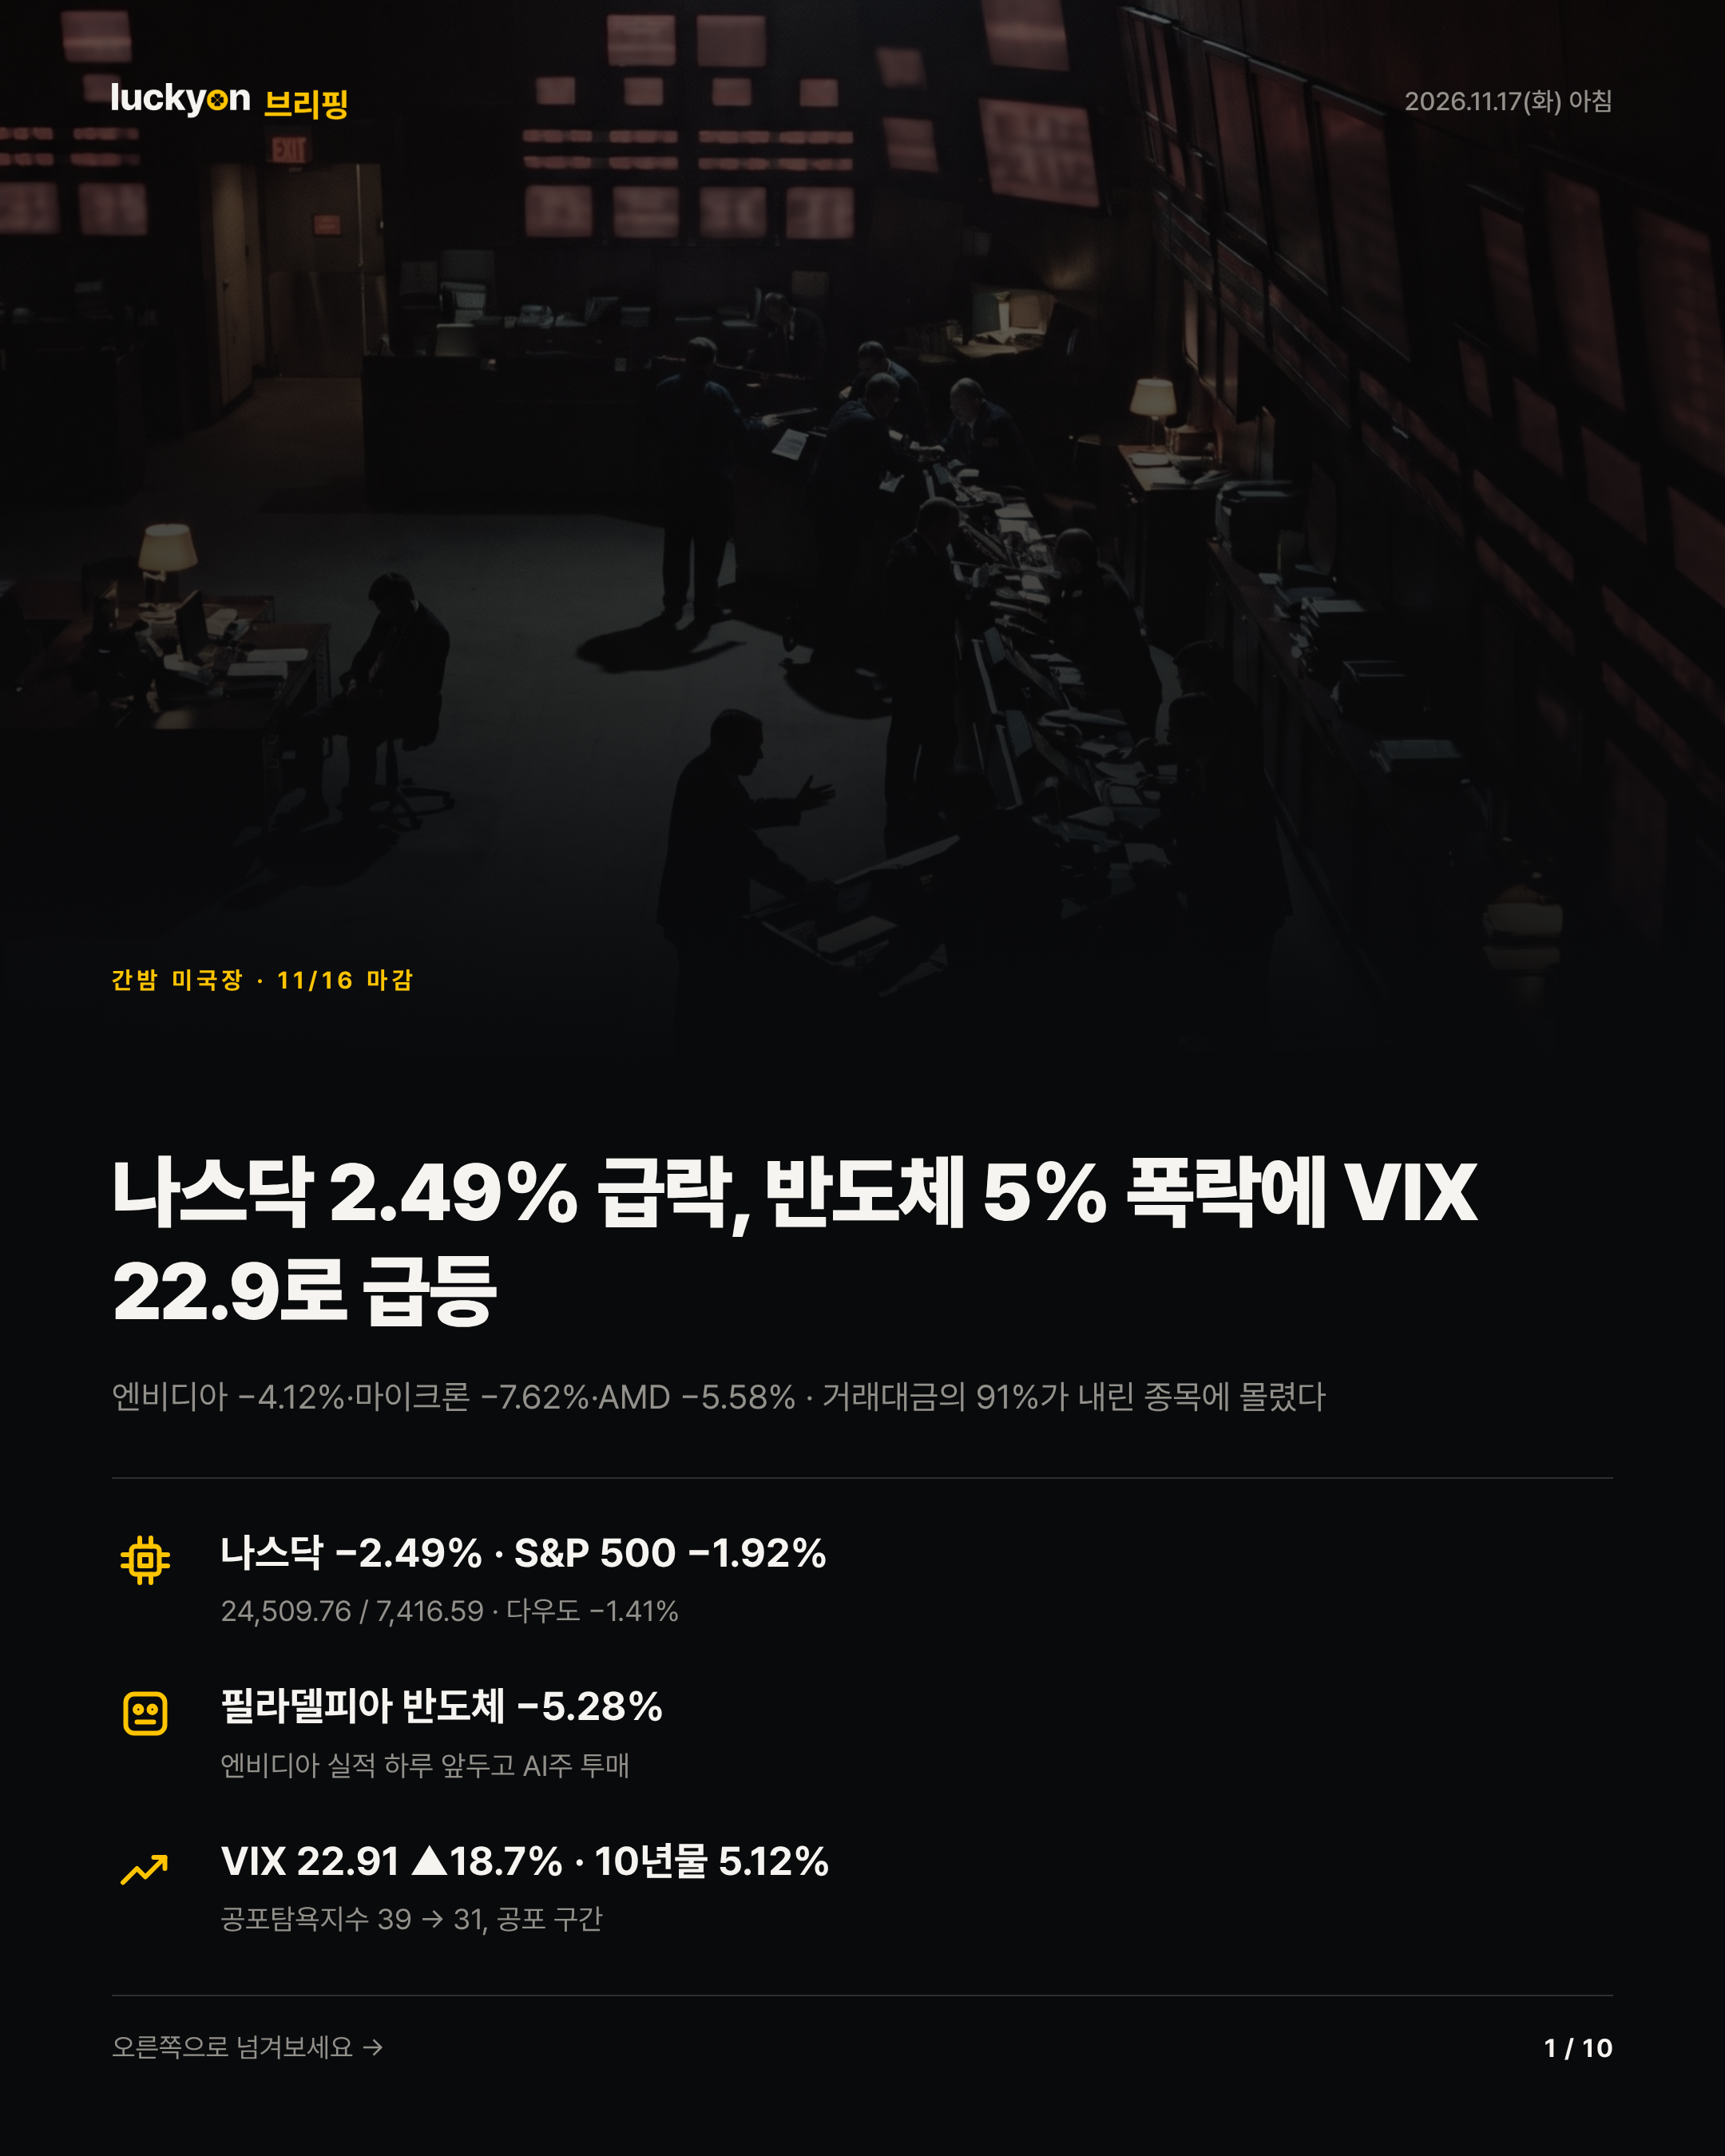 luckyon 브리핑
2026.11.17(화) 아침
EXIT
간밤 미국장 · 11/16 마감
나스닥 2.49% 급락, 반도체 5% 폭락에 VIX
22.9로 급등
엔비디아 −4.12%·마이크론 −7.62%·AMD −5.58% · 거래대금의 91%가 내린 종목에 몰렸다
나스닥 −2.49% · S&P 500 −1.92%
24,509.76 / 7,416.59 · 다우도 −1.41%
필라델피아 반도체 −5.28%
엔비디아 실적 하루 앞두고 AI주 투매
VIX 22.91 ▲18.7% · 10년물 5.12%
공포탐욕지수 39 → 31, 공포 구간
오른쪽으로 넘겨보세요 →
1 / 10